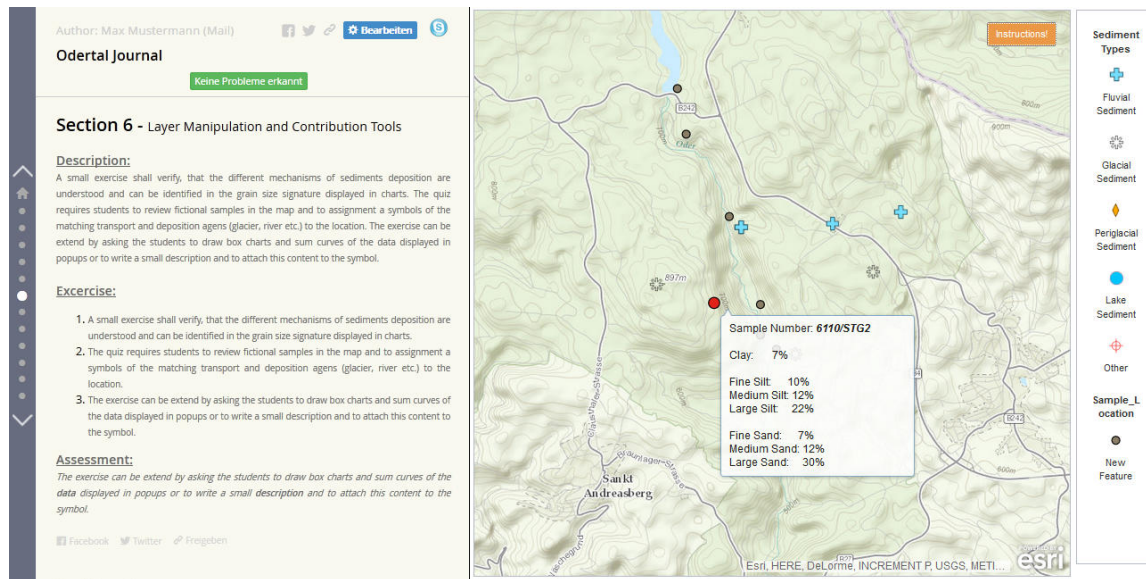 Author: Max Mustermann (Mail)
Bearbeiten
Odertal Journal
Keine Probleme erkannt
Section 6 - Layer Manipulation and Contribution Tools
Description:
A small exercise shall verify, that the different mechanisms of sediments deposition are
understood and can be identified in the grain size signature displayed in charts. The quiz
requires students to review fictional samples in the map and to assignment a symbols of the
matching transport and deposition agens (glacier, river etc.) to the location. The exercise can be
extend by asking the students to draw box charts and sum curves of the data displayed in
popups or to write a small description and to attach this content to the symbol.
Excercise:
1. A small exercise shall verify, that the different mechanisms of sediments deposition are
understood and can be identified in the grain size signature displayed in charts.
2. The quiz requires students to review fictional samples in the map and to assignment a
symbols of the matching transport and deposition agens (glacier, river etc.) to the
location.
3. The exercise can be extend by asking the students to draw box charts and sum curves of
the data displayed in popups or to write a small description and to attach this content to
the symbol.
Assessment:
The exercise can be extend by asking the students to draw box charts and sum curves of the
data displayed in popups or to write a small description and to attach this content to the
symbol.
Facebook Twitter Freigeben
Instructions!
B242
Oder
800m
900m
897m
Sample Number: 6110/STG2
Clay: 7%
Fine Silt: 10%
Medium Silt: 12%
Large Silt: 22%
Fine Sand: 7%
Medium Sand: 12%
Large Sand: 30%
B242
600m
Clausthaler-Strasse
Braunlager-Strasse
Sankt
Andreasberg
B27
Esri, HERE, DeLorme, INCREMENT P, USGS, METI...
esri
Sediment
Types
Fluvial
Sediment
Glacial
Sediment
Periglacial
Sediment
Lake
Sediment
Other
Sample_L
ocation
New
Feature